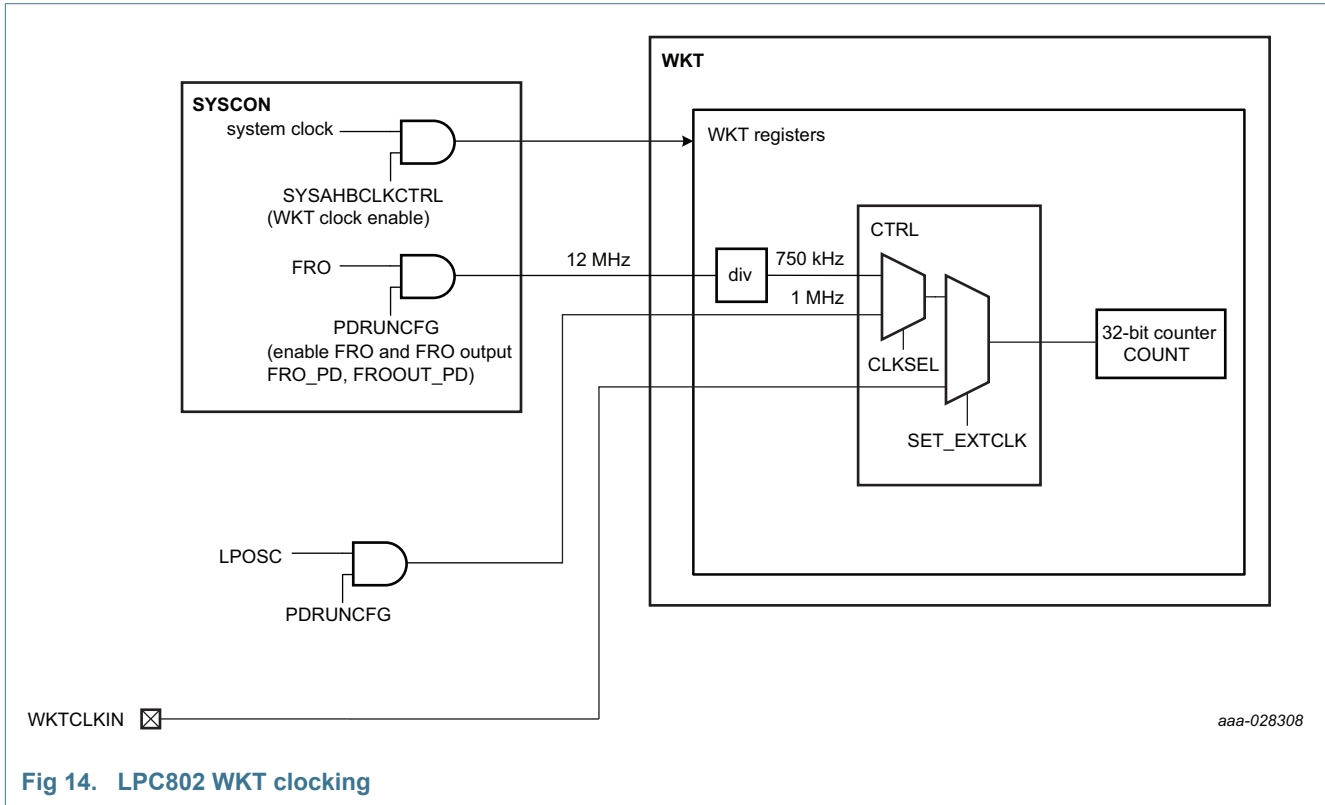 WKT
SYSCON
system clock
SYSAHBCLKCTRL
(WKT clock enable)
FRO
PDRUNCFG
(enable FRO and FRO output
FRO_PD, FROOUT_PD)
12 MHz
WKT registers
div
750 kHz
1 MHz
CTRL
CLKSEL
SET_EXTCLK
32-bit counter
COUNT
LPOSC
PDRUNCFG
WKTCLKIN
aaa-028308
Fig 14. LPC802 WKT clocking